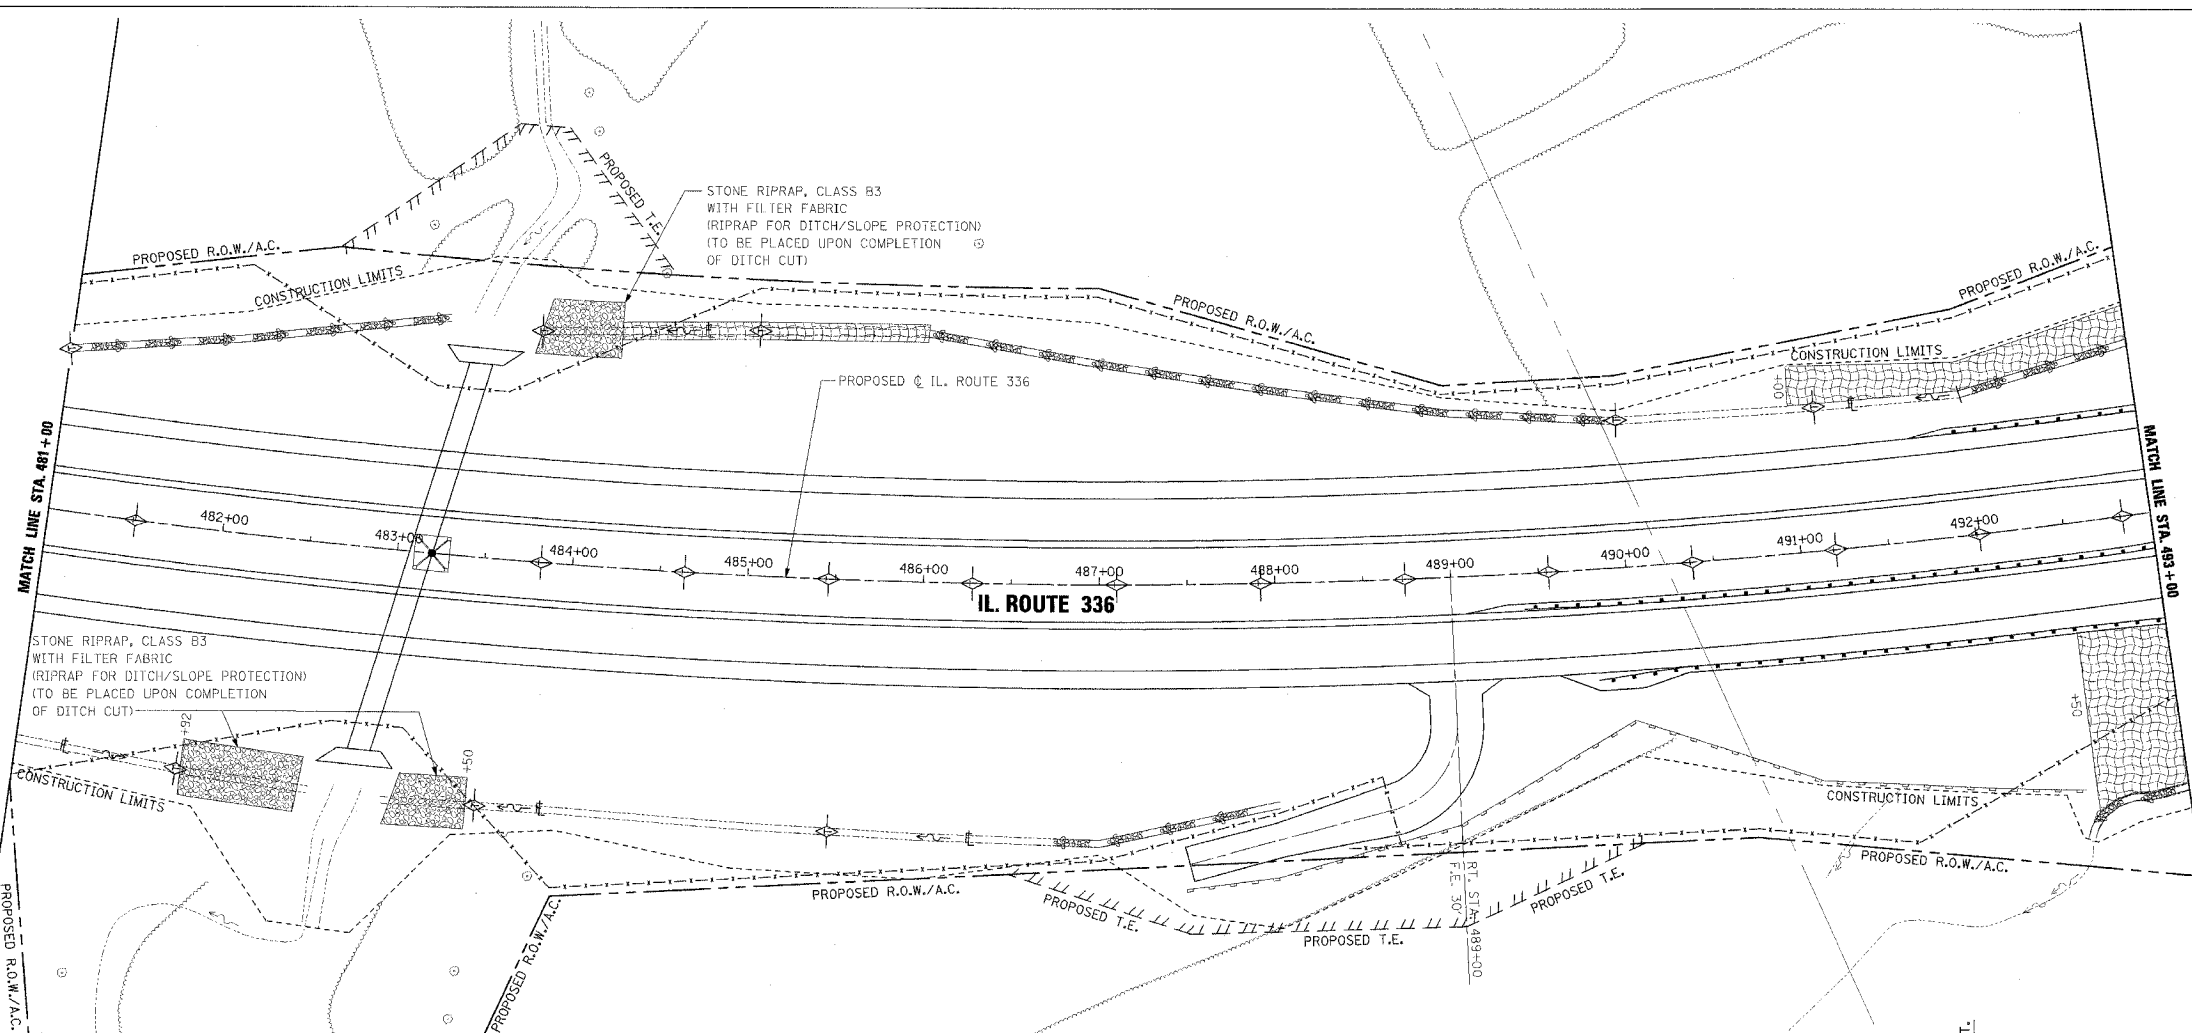 PROPOSED T.E.
STONE RIPRAP, CLASS B3
WITH FILTER FABRIC
(RIPRAP FOR DITCH/SLOPE PROTECTION)
(TO BE PLACED UPON COMPLETION
OF DITCH CUT)
PROPOSED R.O.W./A.C.
CONSTRUCTION LIMITS
PROPOSED R.O.W./A.C.
PROPOSED R.O.W./A.C.
CONSTRUCTION LIMITS
+01
PROPOSED ℄ IL. ROUTE 336
MATCH LINE STA. 481+00
MATCH LINE STA. 493+00
482+00
483+00
484+00
485+00
486+00
487+00
488+00
489+00
490+00
491+00
492+00
IL. ROUTE 336
STONE RIPRAP, CLASS B3
WITH FILTER FABRIC
(RIPRAP FOR DITCH/SLOPE PROTECTION)
(TO BE PLACED UPON COMPLETION
OF DITCH CUT)
+92
+50
+50
CONSTRUCTION LIMITS
CONSTRUCTION LIMITS
PROPOSED R.O.W./A.C.
PROPOSED R.O.W./A.C.
PROPOSED R.O.W./A.C.
PROPOSED R.O.W./A.C.
PROPOSED T.E.
PROPOSED T.E.
PROPOSED T.E.
RT. STA. 489+00
F.E. 30'